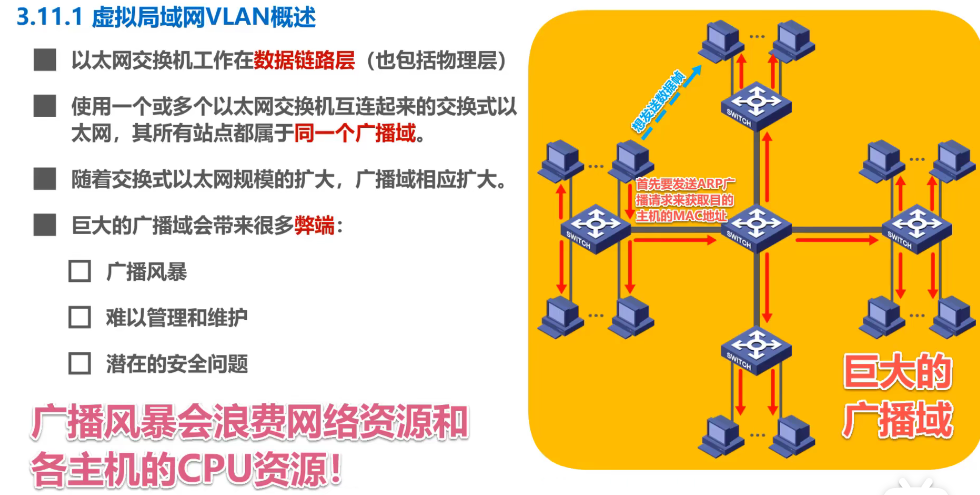 3.11.1 虚拟局域网VLAN概述
以太网交换机工作在数据链路层（也包括物理层）
使用一个或多个以太网交换机互连起来的交换式以
太网，其所有站点都属于同一个广播域。
随着交换式以太网规模的扩大，广播域相应扩大。
巨大的广播域会带来很多弊端：
广播风暴
难以管理和维护
潜在的安全问题
广播风暴会浪费网络资源和
各主机的CPU资源！
想发送数据帧
首先要发送ARP广
播请求来获取目的
主机的MAC地址
SWITCH
SWITCH
SWITCH
SWITCH
SWITCH
巨大的
广播域